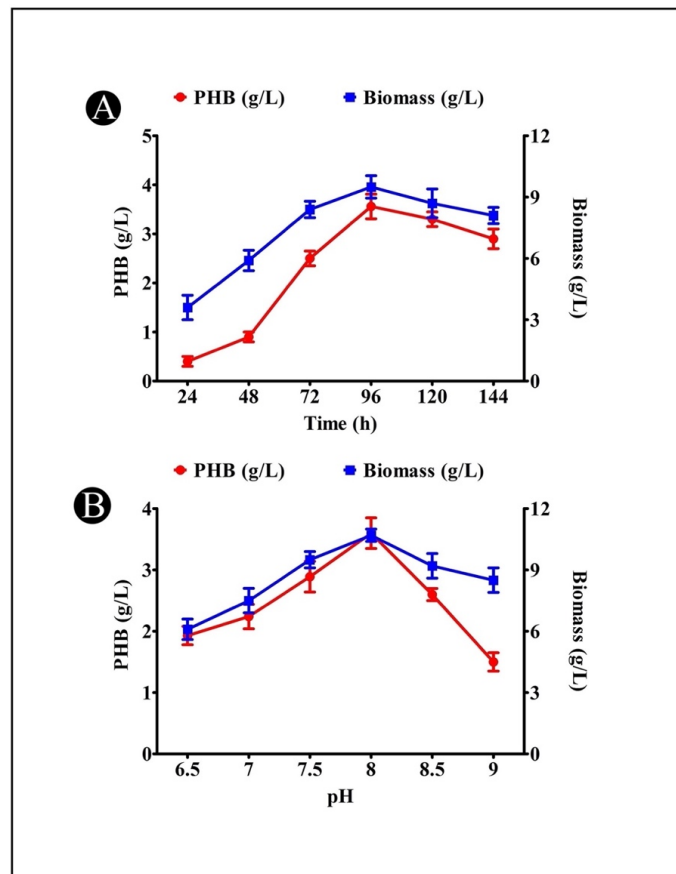 A
PHB (g/L) Biomass (g/L)
5 12
4 9
3 6
2 3
1
0 0
PHB (g/L)
Biomass (g/L)
24 48 72 96 120 144
Time (h)
B
PHB (g/L) Biomass (g/L)
4 12
3 9
2 6
1 3
0 0
PHB (g/L)
Biomass (g/L)
6.5 7 7.5 8 8.5 9
pH